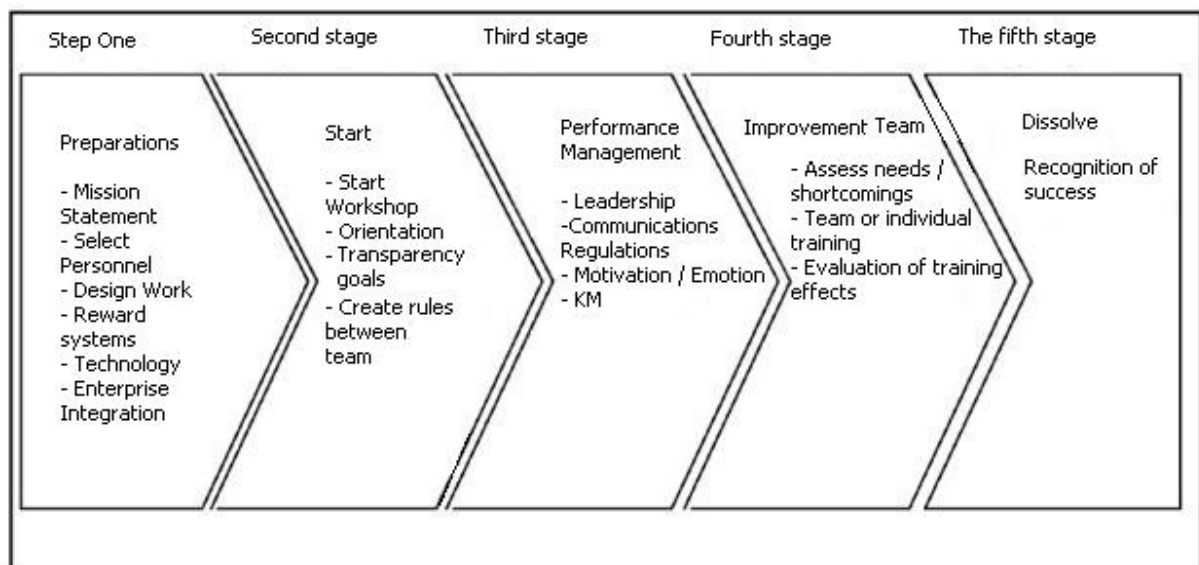 Step One
Second stage
Third stage
Fourth stage
The fifth stage
Preparations
- Mission
Statement
- Select
Personnel
- Design Work
- Reward
systems
- Technology
- Enterprise
Integration
Start
- Start
Workshop
- Orientation
- Transparency
goals
- Create rules
between
team
Performance
Management
- Leadership
-Communications
Regulations
- Motivation / Emotion
- KM
Improvement Team
- Assess needs /
shortcomings
- Team or individual
training
- Evaluation of training
effects
Dissolve
Recognition of
success